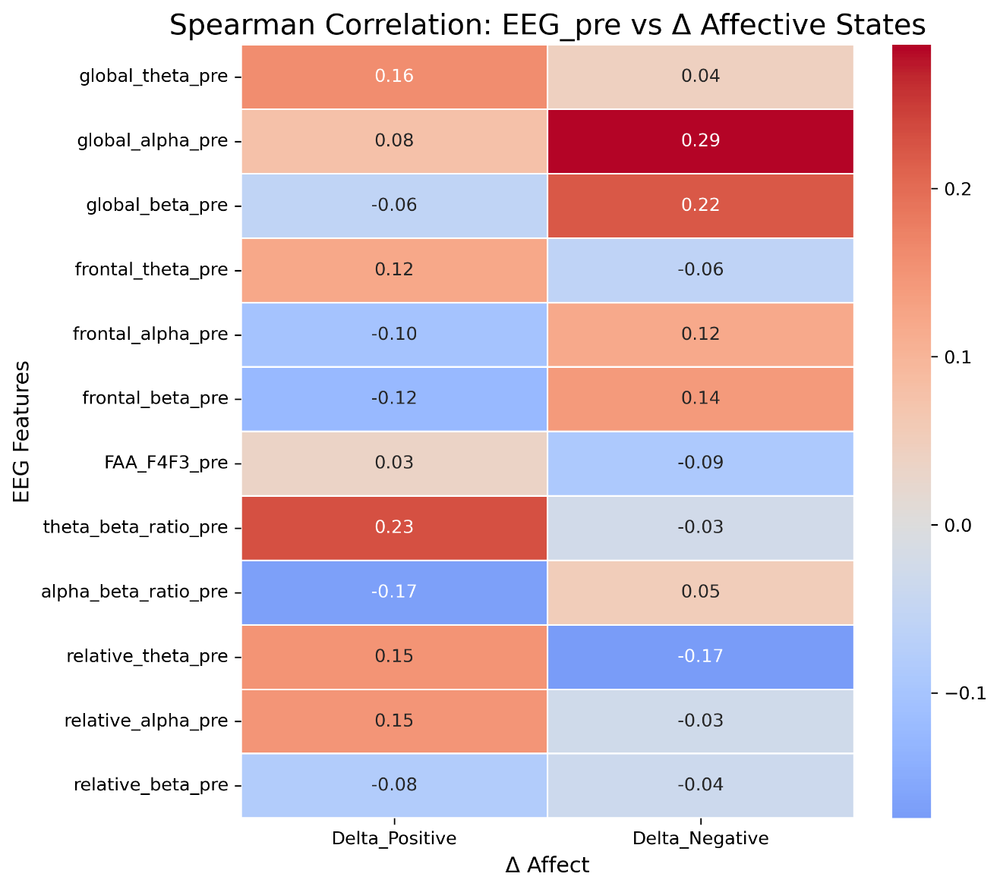 Spearman Correlation: EEG_pre vs Δ Affective States
global_theta_pre 0.16 0.04
global_alpha_pre 0.08 0.29
global_beta_pre -0.06 0.22
frontal_theta_pre 0.12 -0.06
frontal_alpha_pre -0.10 0.12
frontal_beta_pre -0.12 0.14
FAA_F4F3_pre 0.03 -0.09
theta_beta_ratio_pre 0.23 -0.03
alpha_beta_ratio_pre -0.17 0.05
relative_theta_pre 0.15 -0.17
relative_alpha_pre 0.15 -0.03
relative_beta_pre -0.08 -0.04
Delta_Positive Delta_Negative
Δ Affect
EEG Features
0.2
0.1
0.0
−0.1